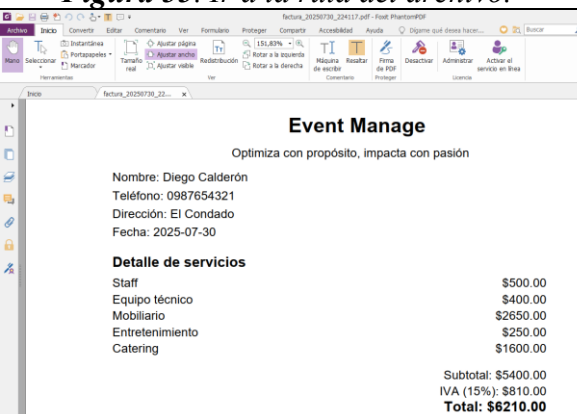 Figura 35. Ir a la ruta del archivo.
factura_20250730_224117.pdf - Foxit PhantomPDF
Archivo Inicio Convertir Editar Comentario Ver Formulario Proteger Compartir Accesibilidad Ayuda Dígame qué desea hacer... Buscar
Mano Seleccionar Instantánea Portapapeles Marcador Tamaño real Ajustar página Ajustar ancho Ajustar visible Redistribución 151,83% Rotar a la izquierda Rotar a la derecha Máquina de escribir Resaltar Firma de PDF Desactivar Administrar Activar el servicio en línea
Herramientas Ver Comentario Proteger Licencia
Inicio factura_20250730_22... x
Event Manage
Optimiza con propósito, impacta con pasión
Nombre: Diego Calderón
Teléfono: 0987654321
Dirección: El Condado
Fecha: 2025-07-30
Detalle de servicios
Staff $500.00
Equipo técnico $400.00
Mobiliario $2650.00
Entretenimiento $250.00
Catering $1600.00
Subtotal: $5400.00
IVA (15%): $810.00
Total: $6210.00